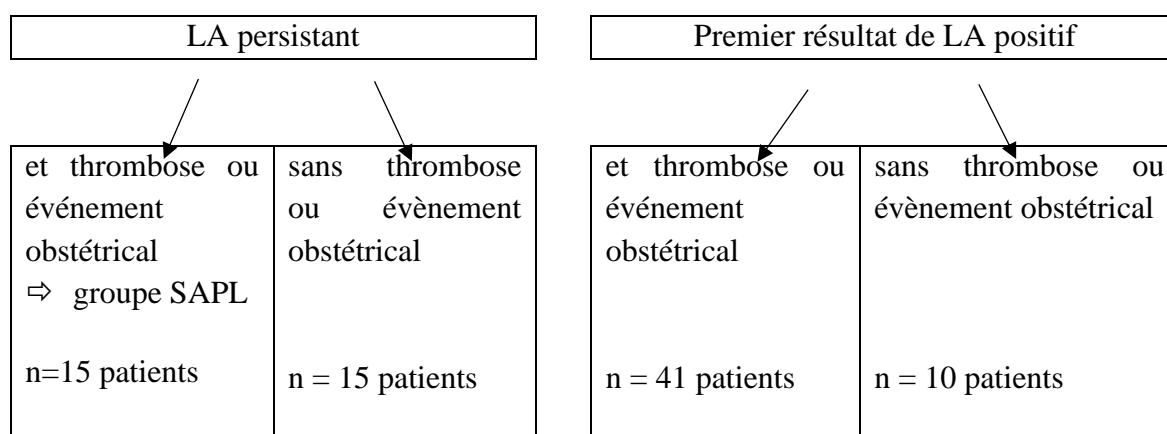 LA persistant
Premier résultat de LA positif
et thrombose ou
événement
obstétrical
⇨ groupe SAPL
n=15 patients
sans thrombose
ou évènement
obstétrical
n = 15 patients
et thrombose ou
événement
obstétrical
n = 41 patients
sans thrombose ou
évènement obstétrical
n = 10 patients